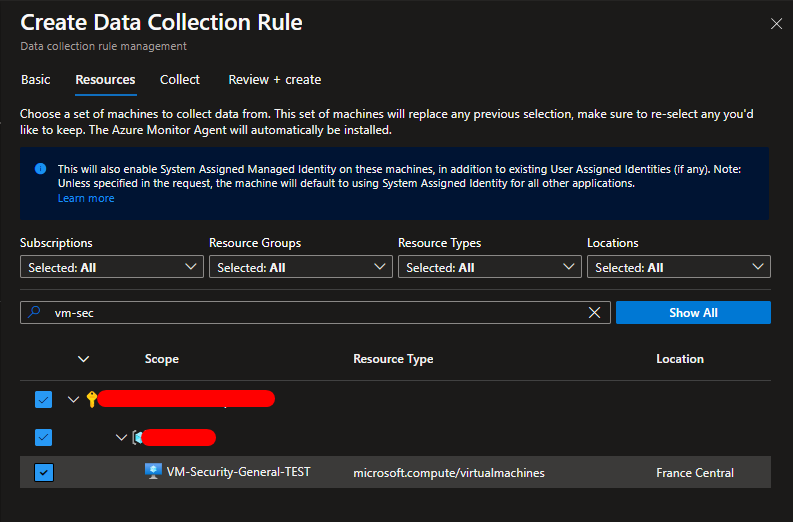 Create Data Collection Rule
Data collection rule management
Basic Resources Collect Review + create
Choose a set of machines to collect data from. This set of machines will replace any previous selection, make sure to re-select any you'd
like to keep. The Azure Monitor Agent will automatically be installed.
This will also enable System Assigned Managed Identity on these machines, in addition to existing User Assigned Identities (if any). Note:
Unless specified in the request, the machine will default to using System Assigned Identity for all other applications.
Learn more
Subscriptions Resource Groups Resource Types Locations
Selected: All Selected: All Selected: All Selected: All
vm-sec Show All
Scope Resource Type Location
VM-Security-General-TEST microsoft.compute/virtualmachines France Central